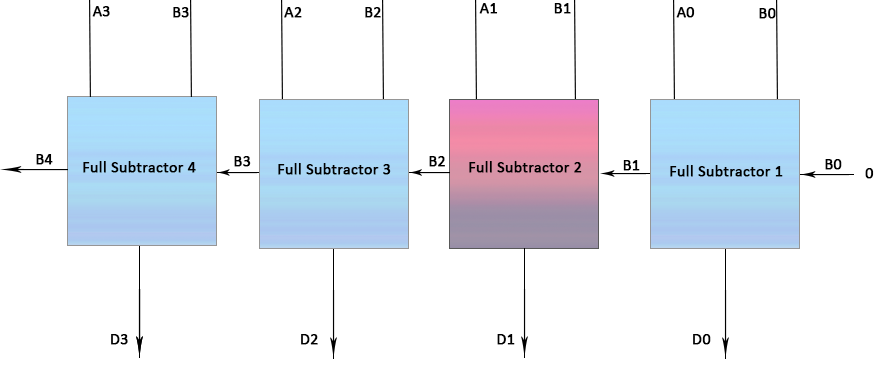 A3 B3 A2 B2 A1 B1 A0 B0
B4 Full Subtractor 4 B3 Full Subtractor 3 B2 Full Subtractor 2 B1 Full Subtractor 1 B0 0
D3 D2 D1 D0